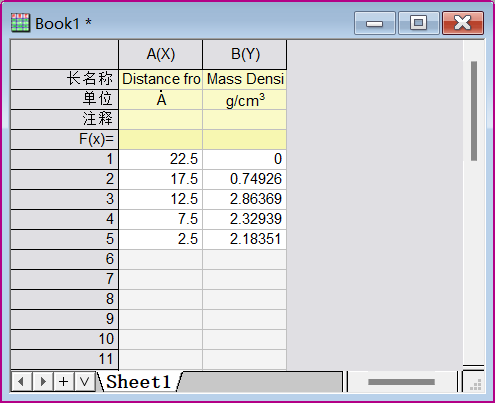 Book1 *
A(X) B(Y)
长名称 Distance fro Mass Densi
单位 Å g/cm³
注释
F(x)=
1 22.5 0
2 17.5 0.74926
3 12.5 2.86369
4 7.5 2.32939
5 2.5 2.18351
6
7
8
9
10
11
Sheet1